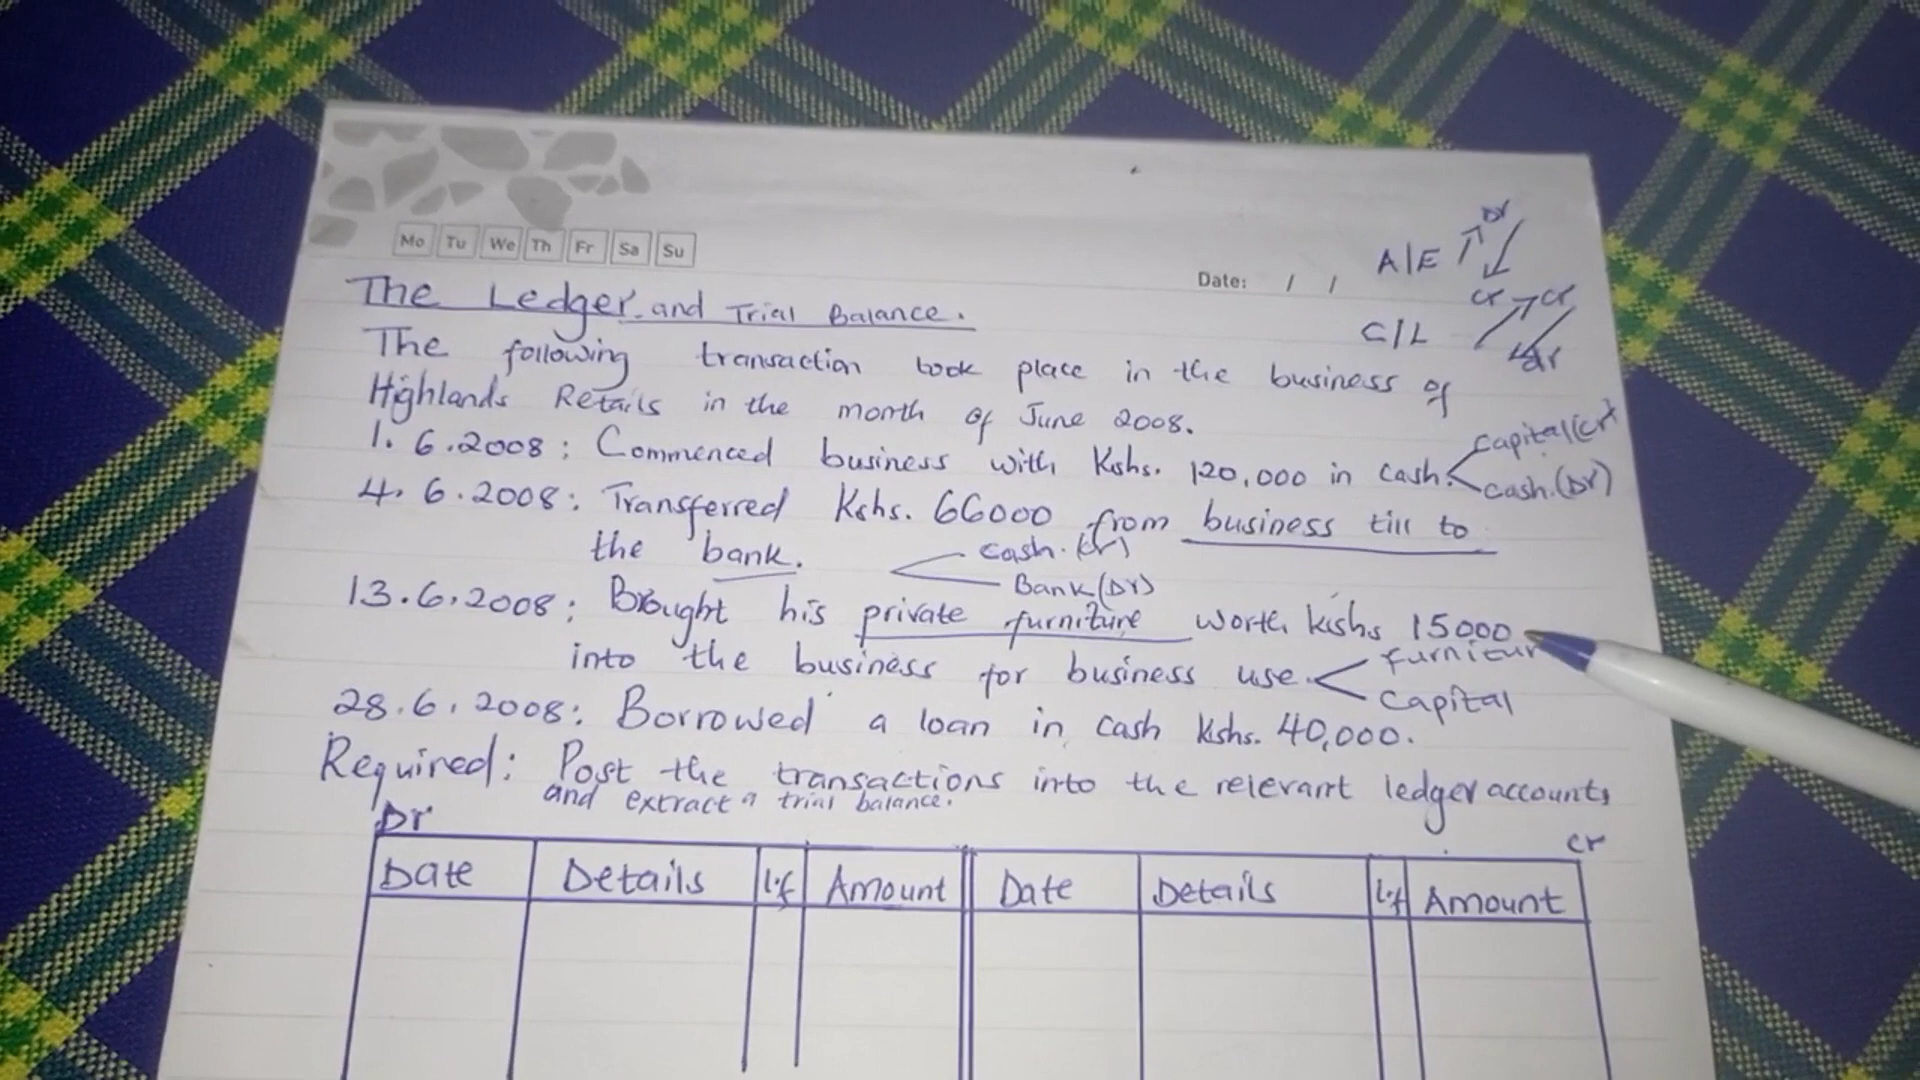 Mo Tu We Th Fr Sa Su
Date: / /
A/E Dr
Cr
C/L Cr
dr
The Ledger and Trial Balance.
The following transaction took place in the business of
Highlands Retails in the month of June 2008.
1.6.2008: Commenced business with Kshs. 120,000 in cash.
Capital(Cr)
Cash.(Dr)
4.6.2008: Transferred Kshs. 66000 from business till to
the bank.
Cash.(Cr)
Bank(Dr)
13.6.2008: Brought his private furniture worth kshs 15000
into the business for business use.
furnitur
Capital
28.6.2008: Borrowed a loan in cash kshs. 40,000.
Required: Post the transactions into the relevant ledger accounts
and extract a trial balance.
Dr Cr
Date Details l.f Amount Date Details l.f Amount